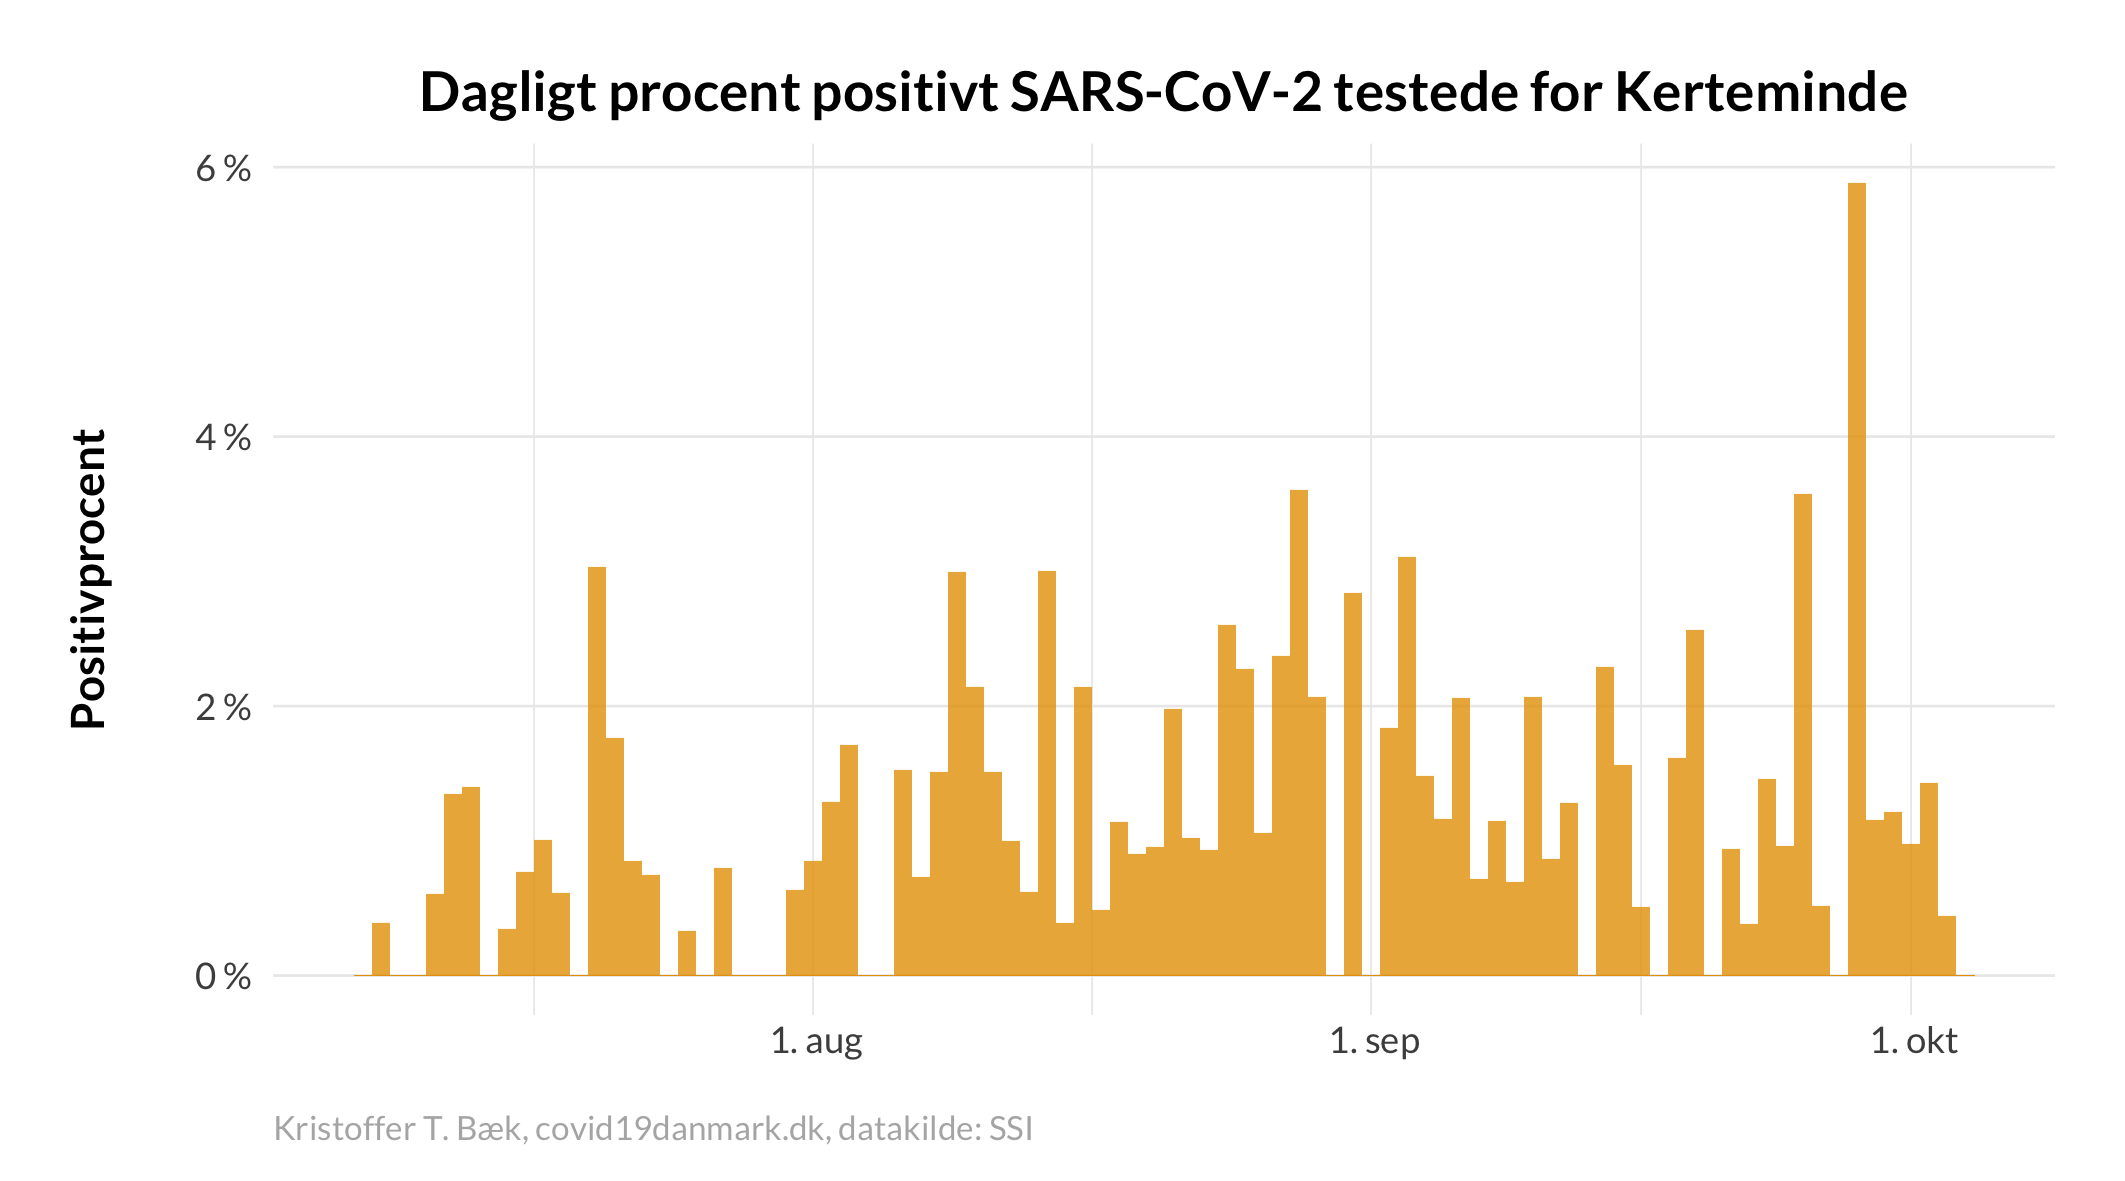 Dagligt procent positivt SARS-CoV-2 testede for Kerteminde
Positivprocent
6 %
4 %
2 %
0 %
1. aug
1. sep
1. okt
Kristoffer T. Bæk, covid19danmark.dk, datakilde: SSI